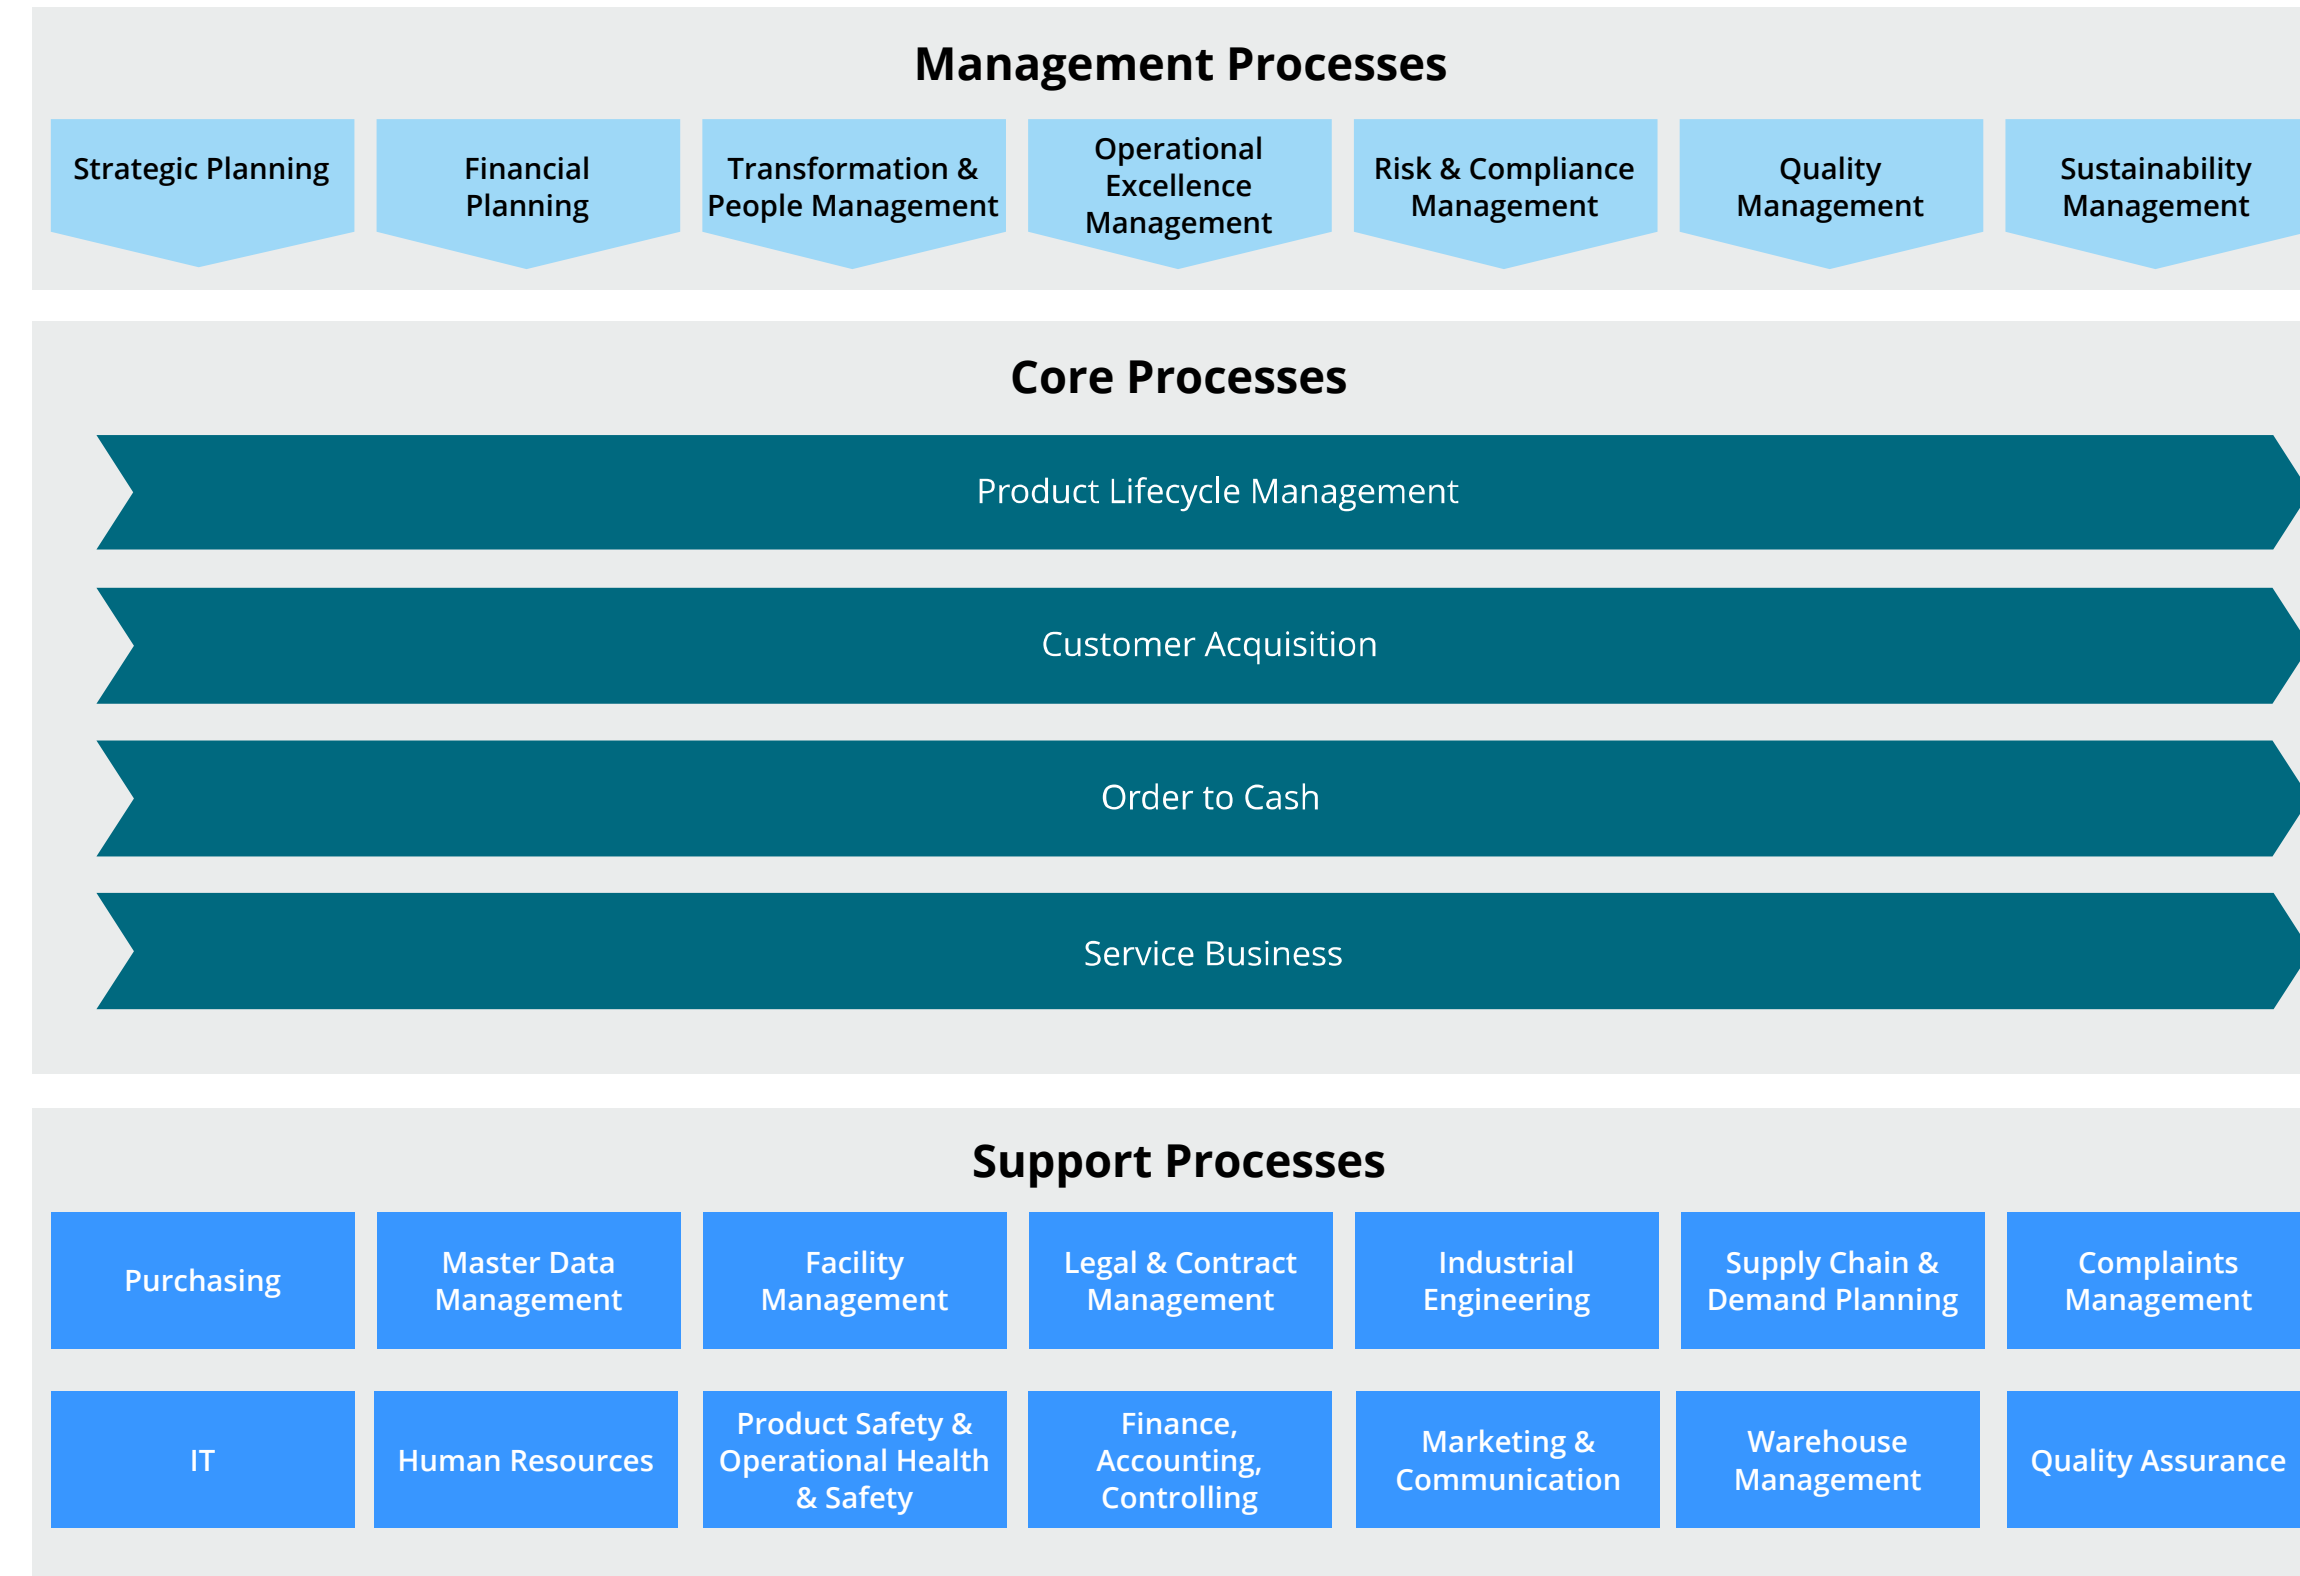 Management Processes
Strategic Planning
Financial
Planning
Transformation &
People Management
Operational
Excellence
Management
Risk & Compliance
Management
Quality
Management
Sustainability
Management
Core Processes
Product Lifecycle Management
Customer Acquisition
Order to Cash
Service Business
Support Processes
Purchasing
Master Data
Management
Facility
Management
Legal & Contract
Management
Industrial
Engineering
Supply Chain &
Demand Planning
Complaints
Management
IT
Human Resources
Product Safety &
Operational Health
& Safety
Finance,
Accounting,
Controlling
Marketing &
Communication
Warehouse
Management
Quality Assurance